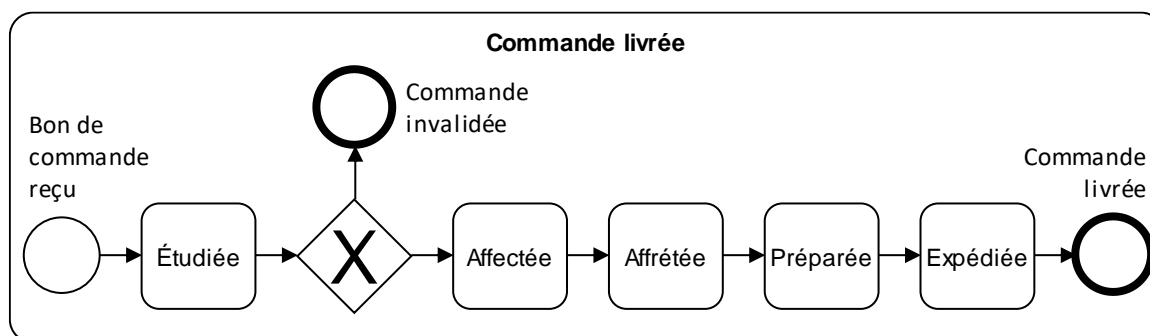 Commande livrée
Commande
invalidée
Bon de
commande
reçu
Commande
livrée
Étudiée
X
Affectée
Affrétée
Préparée
Expédiée